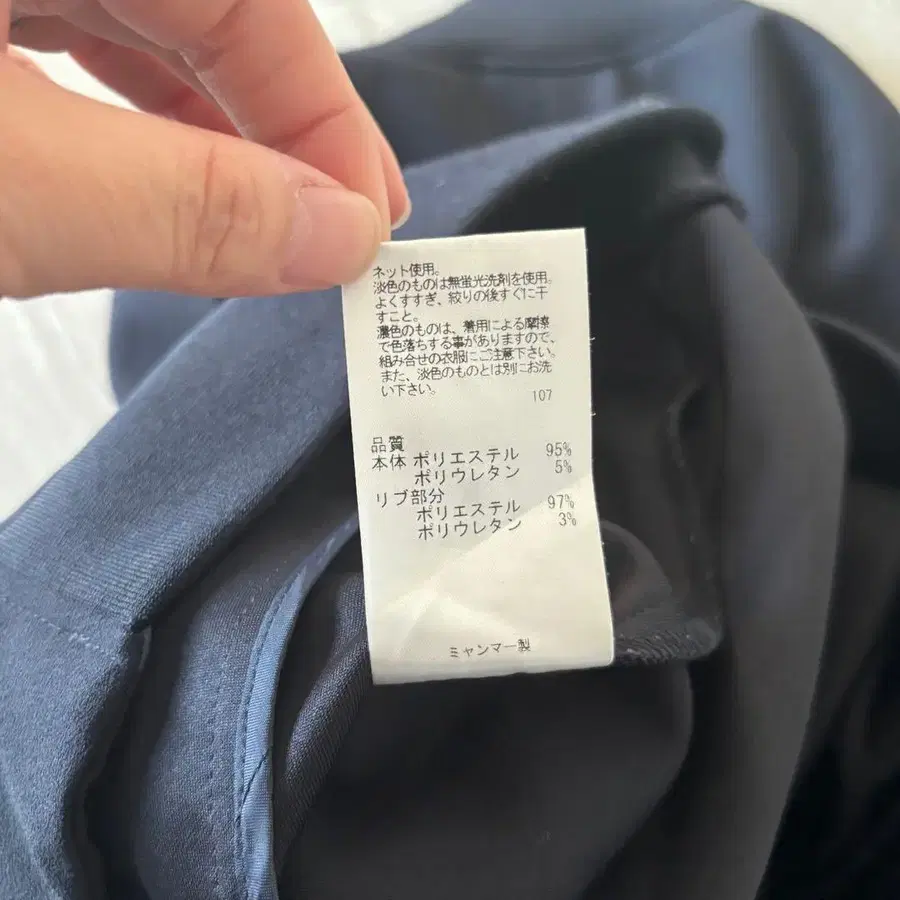 ネット使用。
淡色のものは無蛍光洗剤を使用。
よくすすぎ、絞りの後すぐに干
すこと。
濃色のものは、着用による摩擦
で色落ちする事がありますので、
組み合せの衣服にご注意下さい。
また、淡色のものとは別にお洗
い下さい。
107
品質
本体 ポリエステル 95%
ポリウレタン 5%
リブ部分
ポリエステル 97%
ポリウレタン 3%
ミャンマー製